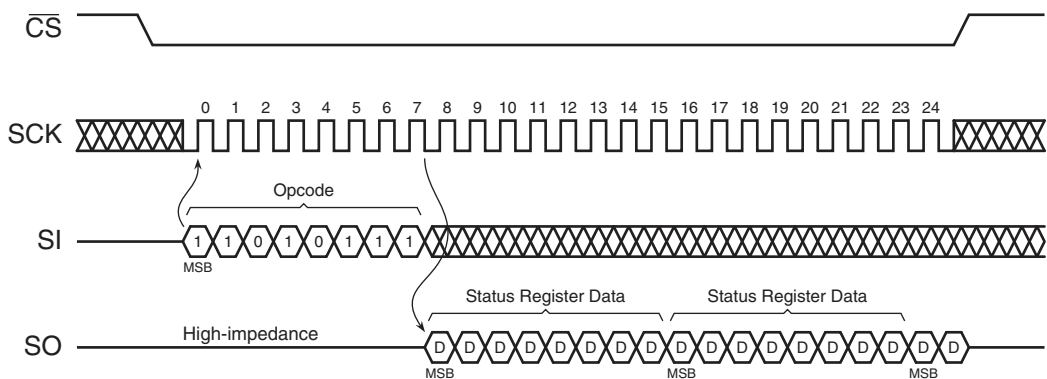 CS
0 1 2 3 4 5 6 7 8 9 10 11 12 13 14 15 16 17 18 19 20 21 22 23 24
SCK
Opcode
SI 1 1 0 1 0 1 1 1
MSB
Status Register Data Status Register Data
High-impedance
SO D D D D D D D D D D D D D D D D D D
MSB MSB MSB